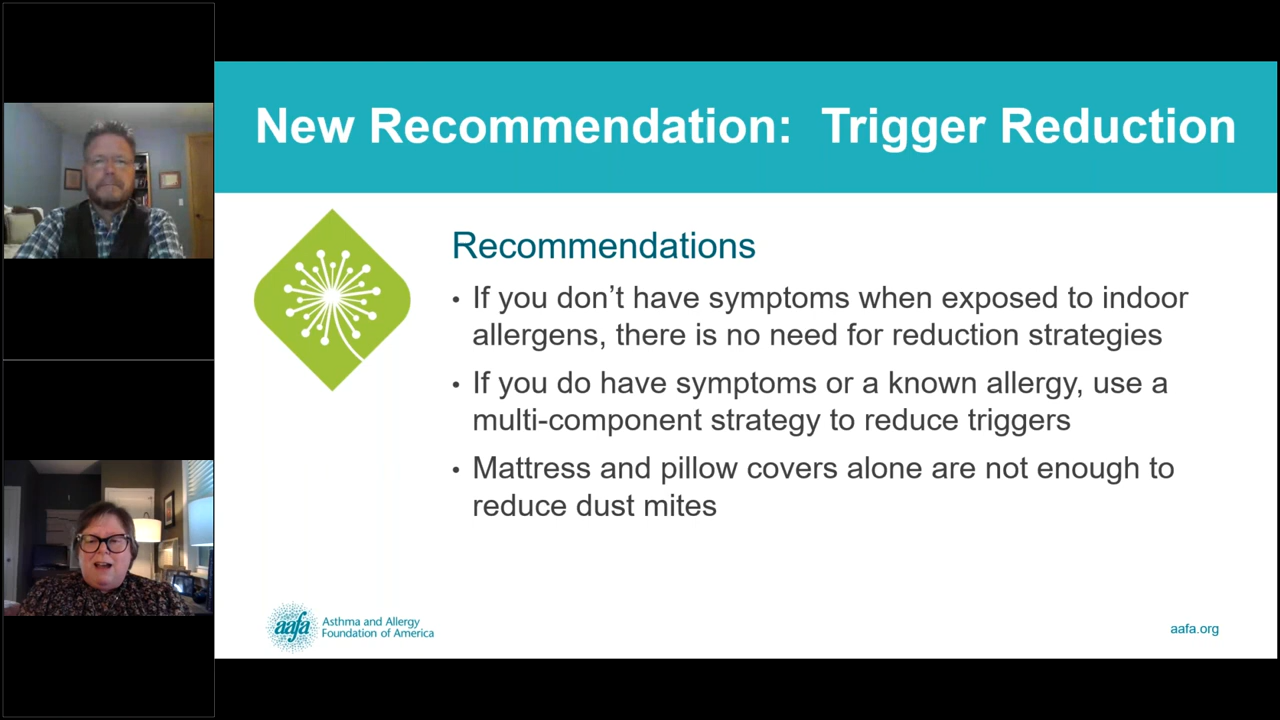 New Recommendation:  Trigger Reduction
Recommendations
• If you don’t have symptoms when exposed to indoor
allergens, there is no need for reduction strategies
• If you do have symptoms or a known allergy, use a
multi-component strategy to reduce triggers
• Mattress and pillow covers alone are not enough to
reduce dust mites
aafa
Asthma and Allergy
Foundation of America
aafa.org